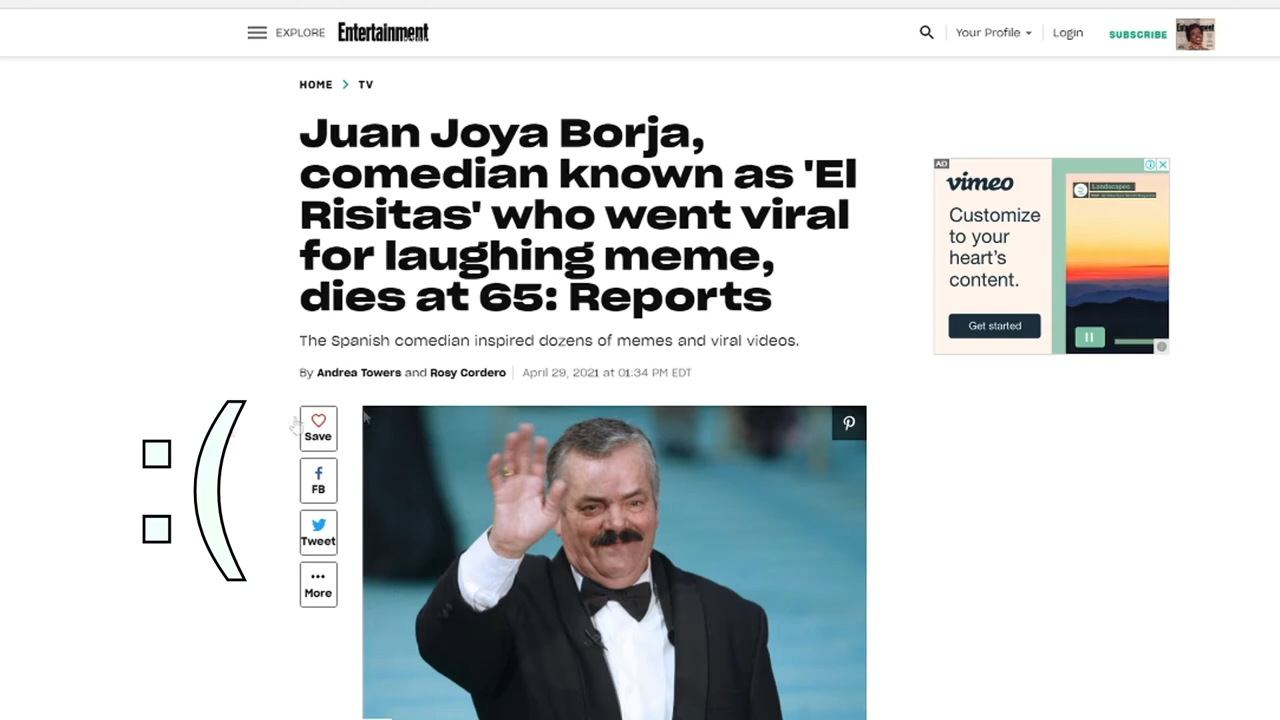 EXPLORE Entertainment Your Profile Login SUBSCRIBE
HOME > TV
Juan Joya Borja,
comedian known as 'El
Risitas' who went viral
for laughing meme,
dies at 65: Reports
The Spanish comedian inspired dozens of memes and viral videos.
By Andrea Towers and Rosy Cordero | April 29, 2021 at 01:34 PM EDT
Save
FB
Tweet
More
:(
AD
vimeo
Customize
to your
heart's
content.
Get started
Landscapes